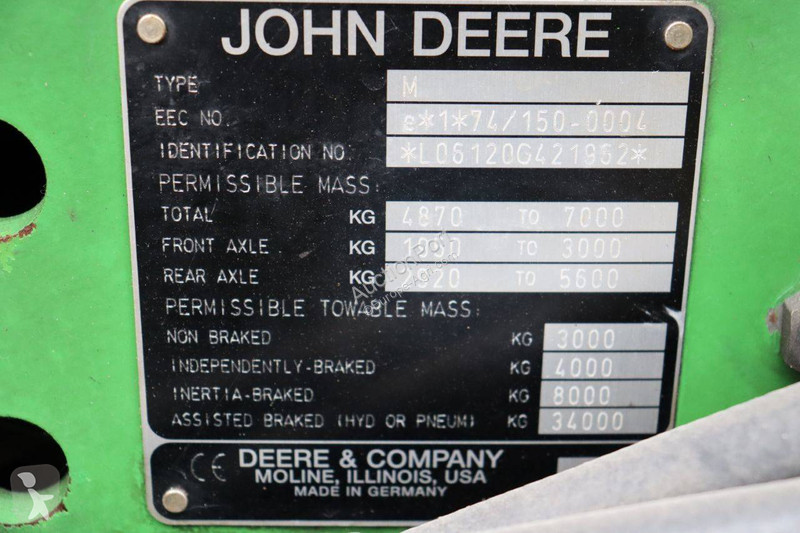 JOHN DEERE
TYPE M
EEC NO. e*1*74/150-0004
IDENTIFICATION NO. *L06120G421952*
PERMISSIBLE MASS:
TOTAL KG 4870 TO 7000
FRONT AXLE KG TO 3000
REAR AXLE KG TO 5600
PERMISSIBLE TOWABLE MASS:
NON BRAKED KG 3000
INDEPENDENTLY-BRAKED KG 4000
INERTIA-BRAKED KG 8000
ASSISTED BRAKED (HYD OR PNEUM) KG 34000
CE DEERE & COMPANY
MOLINE, ILLINOIS, USA
MADE IN GERMANY